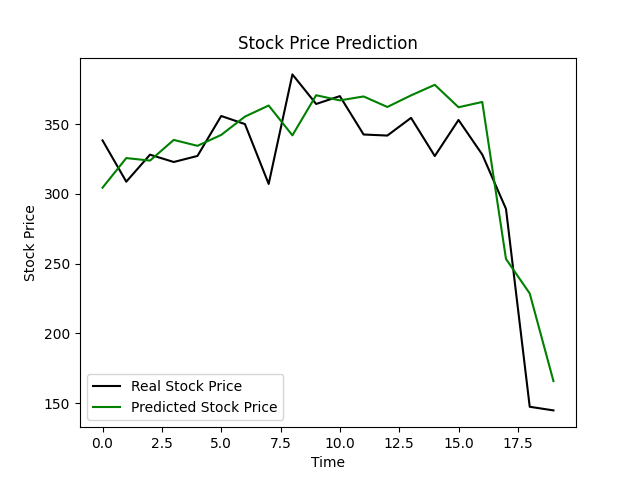 Stock Price Prediction
Stock Price
350
300
250
200
150
Real Stock Price
Predicted Stock Price
0.0 2.5 5.0 7.5 10.0 12.5 15.0 17.5
Time